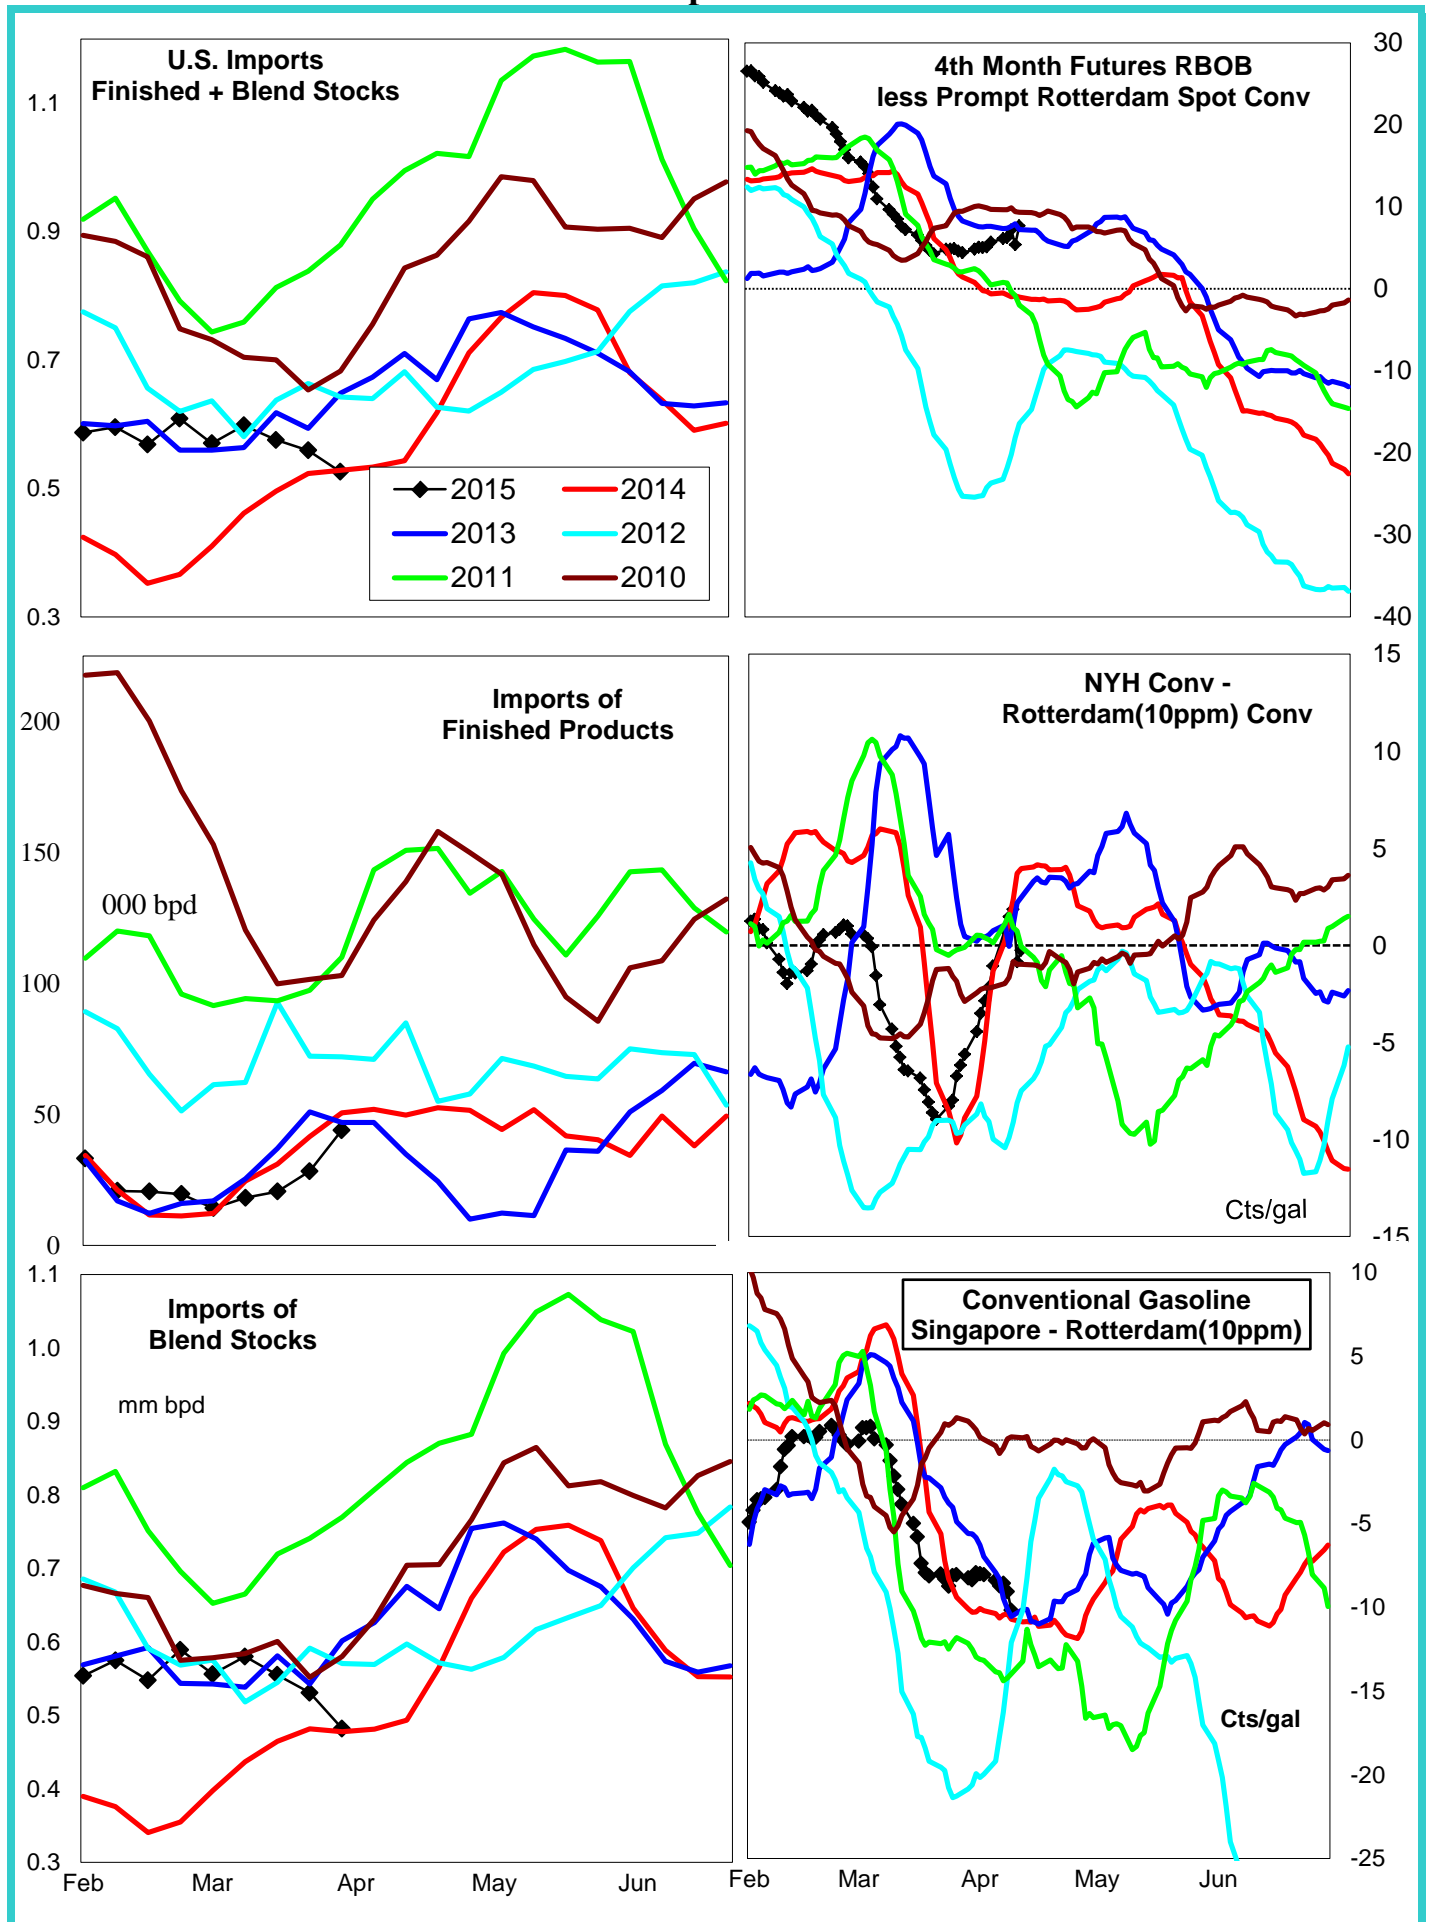 U.S. Imports
Finished + Blend Stocks
1.1
0.9
0.7
0.5
0.3
2015
2014
2013
2012
2011
2010
4th Month Futures RBOB
less Prompt Rotterdam Spot Conv
30
20
10
0
-10
-20
-30
-40
Imports of
Finished Products
000 bpd
200
150
100
50
0
NYH Conv -
Rotterdam(10ppm) Conv
15
10
5
0
-5
-10
-15
Cts/gal
Imports of
Blend Stocks
mm bpd
1.1
1.0
0.9
0.8
0.7
0.6
0.5
0.4
0.3
Feb
Mar
Apr
May
Jun
Conventional Gasoline
Singapore - Rotterdam(10ppm)
10
5
0
-5
-10
-15
-20
-25
Cts/gal
Feb
Mar
Apr
May
Jun